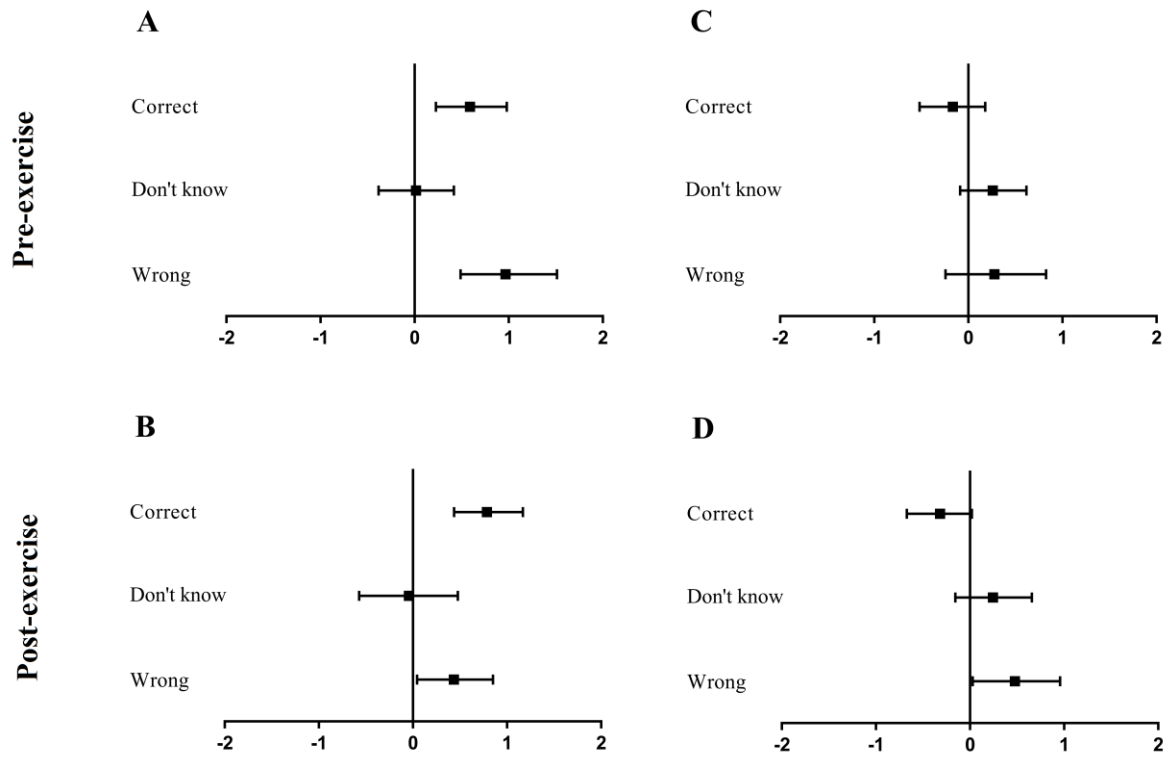 A
C
Pre-exercise
Correct
Don't know
Wrong
-2 -1 0 1 2
Correct
Don't know
Wrong
-2 -1 0 1 2
B
D
Post-exercise
Correct
Don't know
Wrong
-2 -1 0 1 2
Correct
Don't know
Wrong
-2 -1 0 1 2